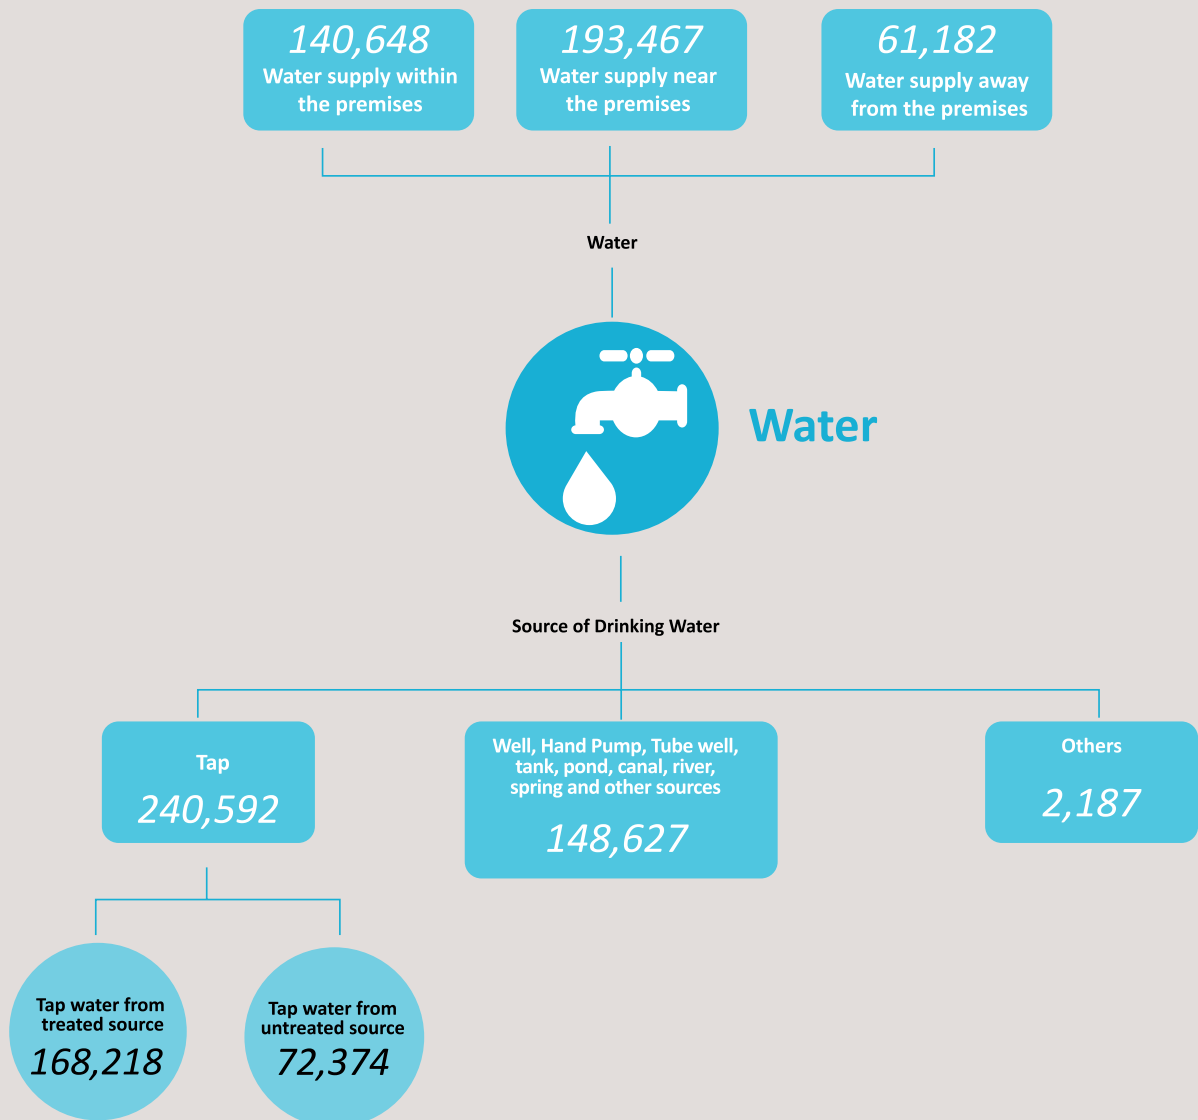 140,648
Water supply within
the premises
193,467
Water supply near
the premises
61,182
Water supply away
from the premises
Water
Water
Source of Drinking Water
Tap
240,592
Well, Hand Pump, Tube well,
tank, pond, canal, river,
spring and other sources
148,627
Others
2,187
Tap water from
treated source
168,218
Tap water from
untreated source
72,374